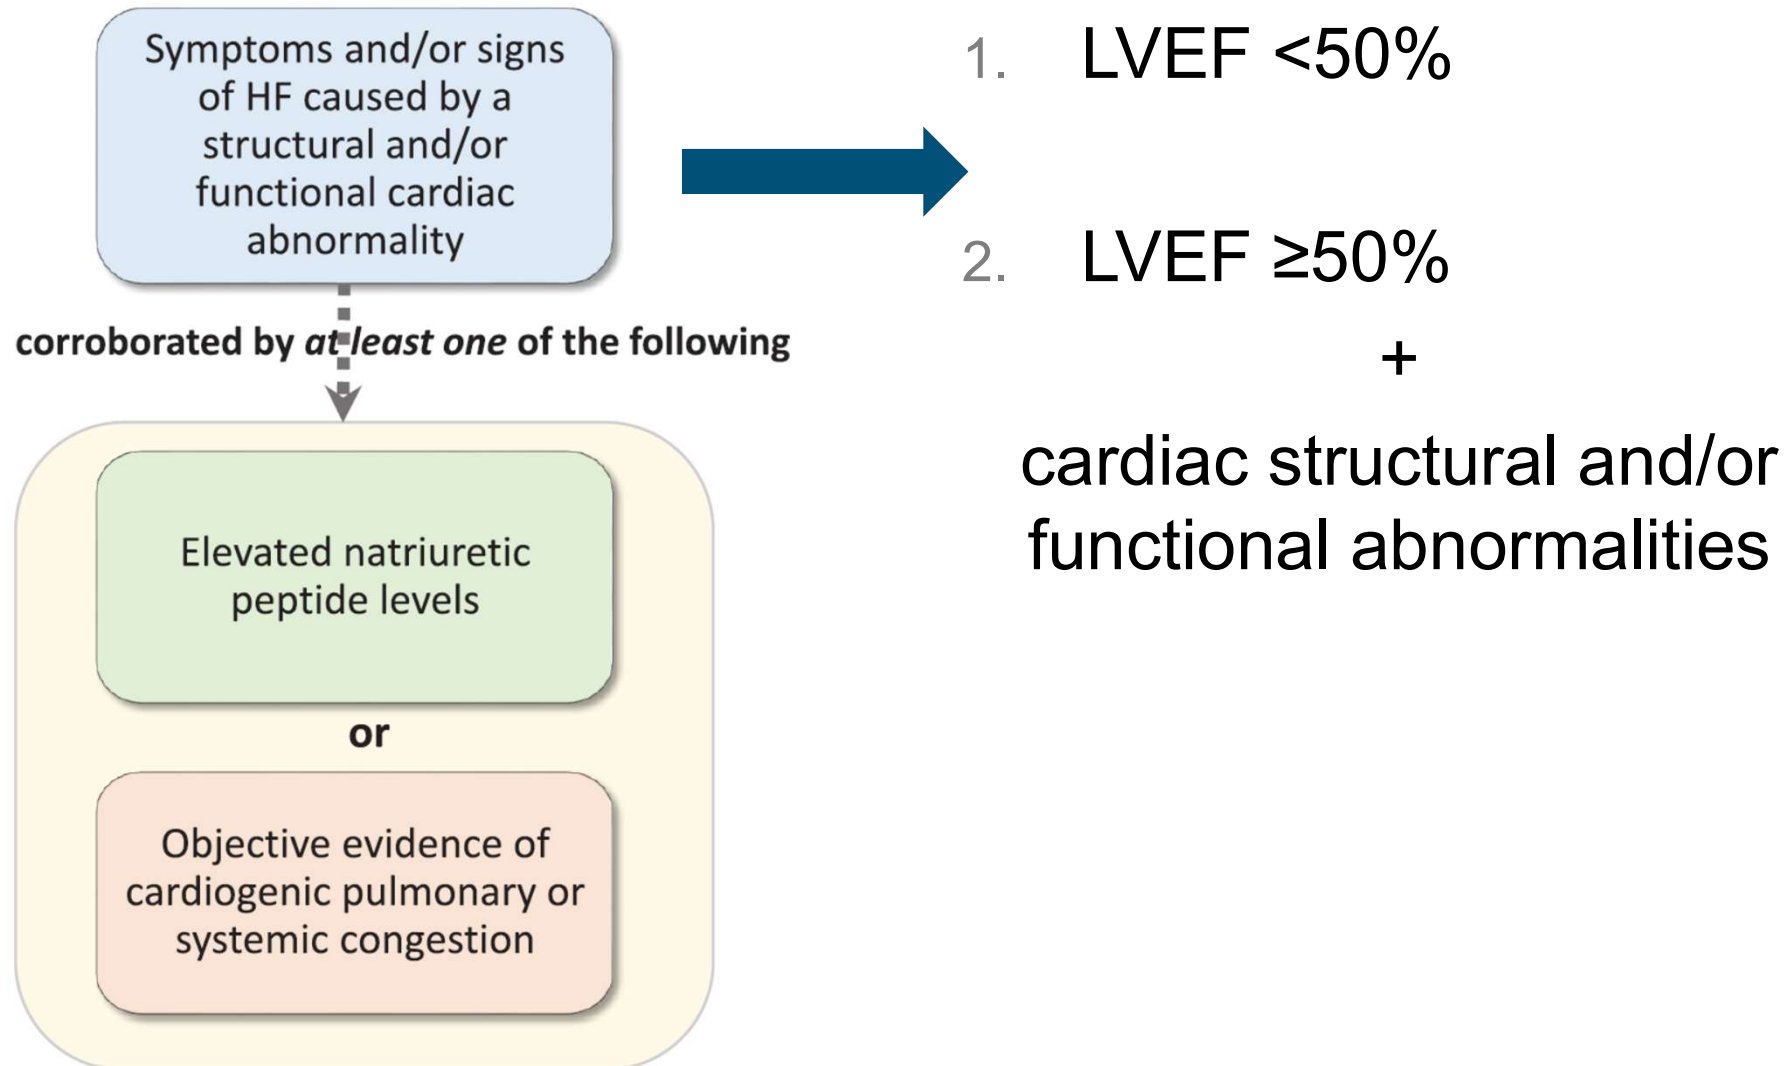 Symptoms and/or signs
of HF caused by a
structural and/or
functional cardiac
abnormality
corroborated by at least one of the following
Elevated natriuretic
peptide levels
or
Objective evidence of
cardiogenic pulmonary or
systemic congestion
1. LVEF <50%
2. LVEF ≥50%
+
cardiac structural and/or
functional abnormalities